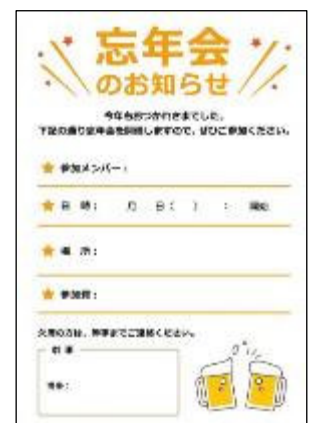 忘年会
のお知らせ
今年もおつかれさまでした。
下記の通り忘年会を開催しますので、ぜひご参加ください。
参加メンバー：
日 時： 月 日（ ） ： 開始
場 所：
参加費：
欠席の方は、幹事までご連絡ください。
幹 事